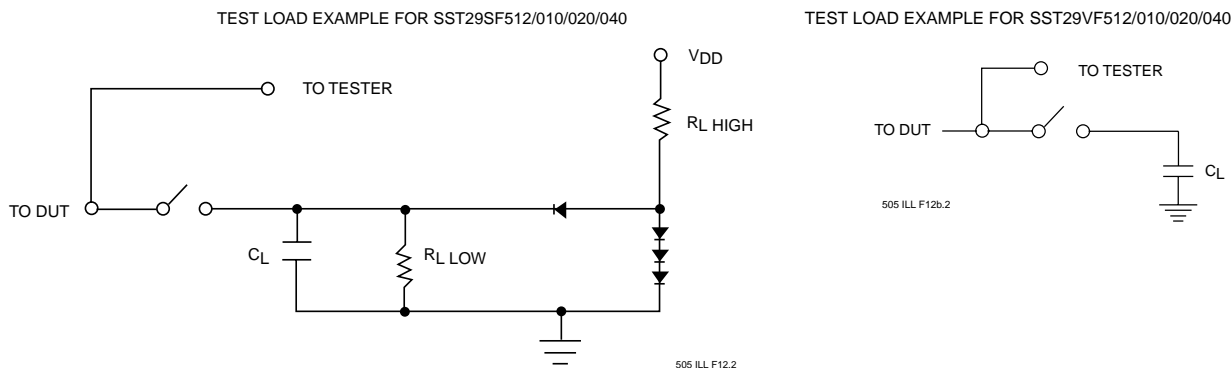 TEST LOAD EXAMPLE FOR SST29SF512/010/020/040
VDD
TO TESTER
RL HIGH
TO DUT
CL
RL LOW
505 ILL F12.2
TEST LOAD EXAMPLE FOR SST29VF512/010/020/040
TO TESTER
TO DUT
CL
505 ILL F12b.2